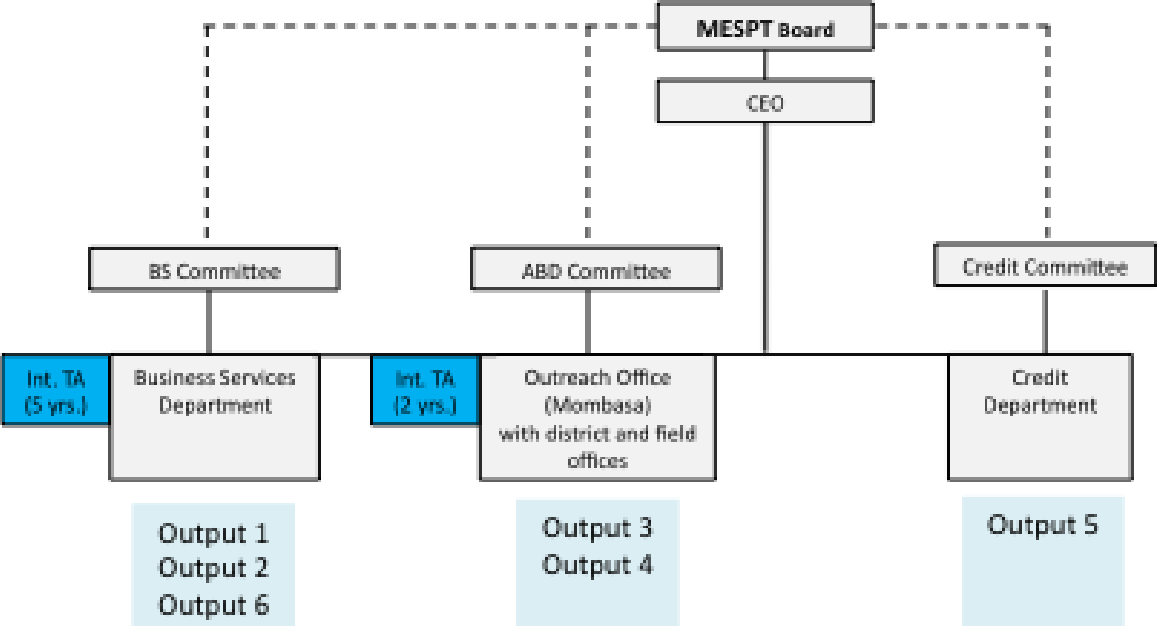 MESPT Board
CEO
BS Committee
ABD Committee
Credit Committee
Int. TA
(5 yrs.)
Business Services
Department
Int. TA
(2 yrs.)
Outreach Office
(Mombasa)
with district and field
offices
Credit
Department
Output 1
Output 2
Output 6
Output 3
Output 4
Output 5